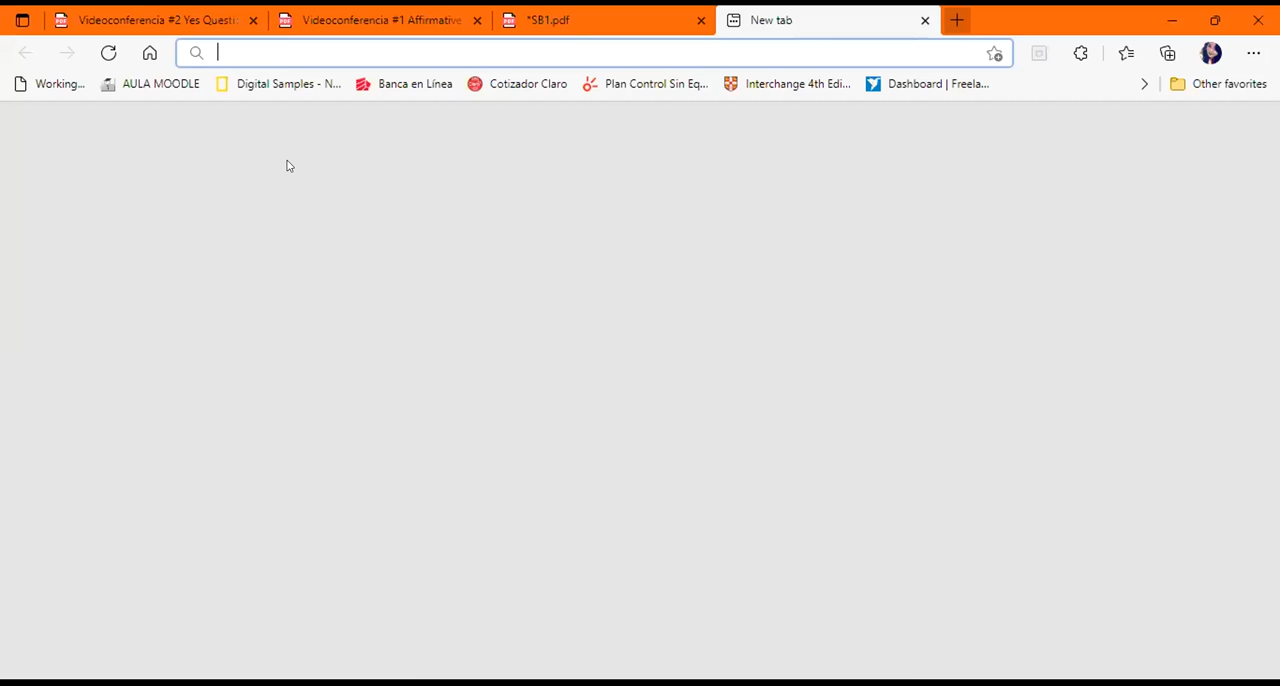 Videoconferencia #2 Yes Questi
Videoconferencia #1 Affirmative
*SB1.pdf
New tab
Working...
AULA MOODLE
Digital Samples - N...
Banca en Línea
Cotizador Claro
Plan Control Sin Eq...
Interchange 4th Edi...
Dashboard | Freela...
Other favorites